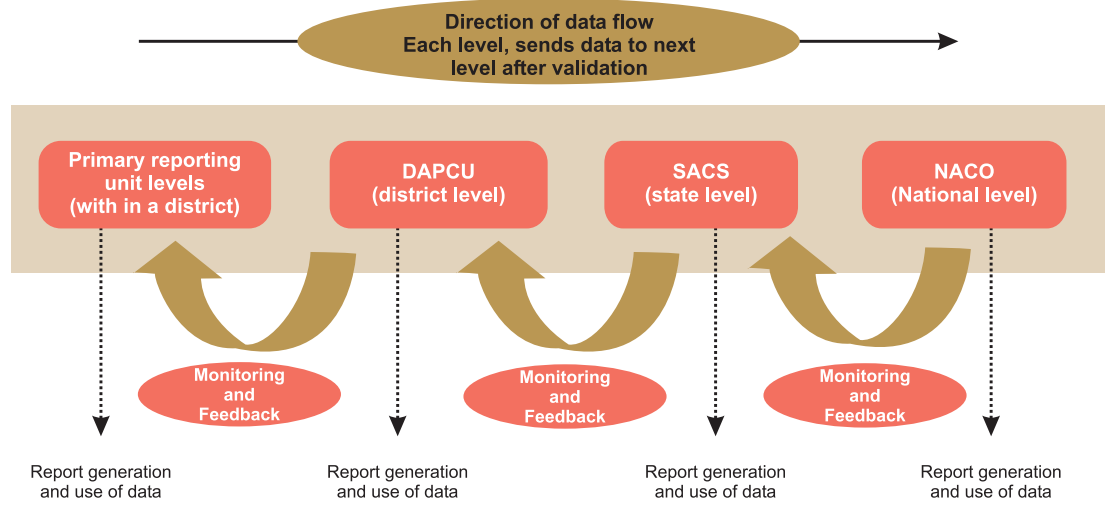 Direction of data flow
Each level, sends data to next
level after validation
Primary reporting
unit levels
(with in a district)
DAPCU
(district level)
SACS
(state level)
NACO
(National level)
Monitoring
and
Feedback
Monitoring
and
Feedback
Monitoring
and
Feedback
Report generation
and use of data
Report generation
and use of data
Report generation
and use of data
Report generation
and use of data